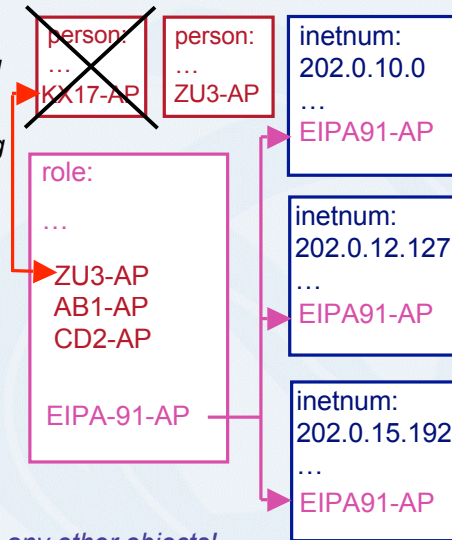 person:
…
KX17-AP
person:
…
ZU3-AP
role:
…
ZU3-AP
AB1-AP
CD2-AP
EIPA-91-AP
inetnum:
202.0.10.0
…
EIPA91-AP
inetnum:
202.0.12.127
…
EIPA91-AP
inetnum:
202.0.15.192
…
EIPA91-AP
any other objects!